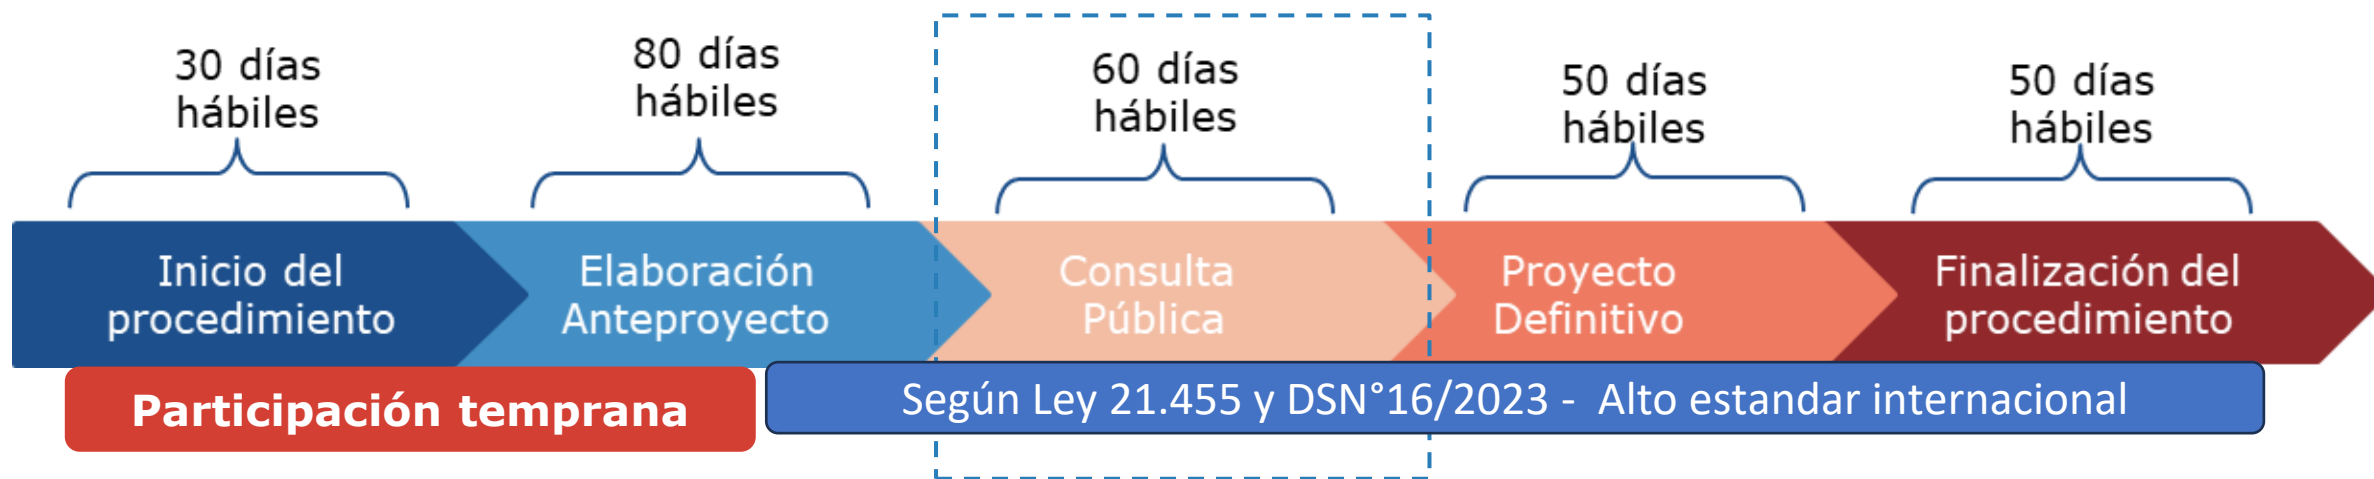 30 días
hábiles
80 días
hábiles
60 días
hábiles
50 días
hábiles
50 días
hábiles
Inicio del
procedimiento
Elaboración
Anteproyecto
Consulta
Pública
Proyecto
Definitivo
Finalización del
procedimiento
Participación temprana
Según Ley 21.455 y DSN°16/2023 - Alto estandar internacional